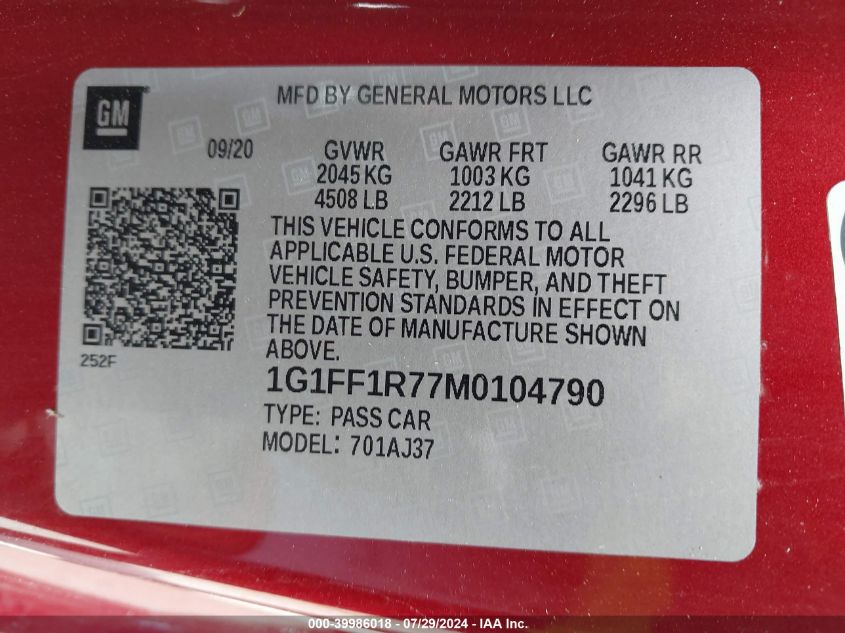 GM
MFD BY GENERAL MOTORS LLC
09/20 GVWR GAWR FRT GAWR RR
2045 KG 1003 KG 1041 KG
4508 LB 2212 LB 2296 LB
THIS VEHICLE CONFORMS TO ALL
APPLICABLE U.S. FEDERAL MOTOR
VEHICLE SAFETY, BUMPER, AND THEFT
PREVENTION STANDARDS IN EFFECT ON
THE DATE OF MANUFACTURE SHOWN
ABOVE.
252F
1G1FF1R77M0104790
TYPE: PASS CAR
MODEL: 701AJ37
000-39986018 - 07/29/2024 - IAA Inc.